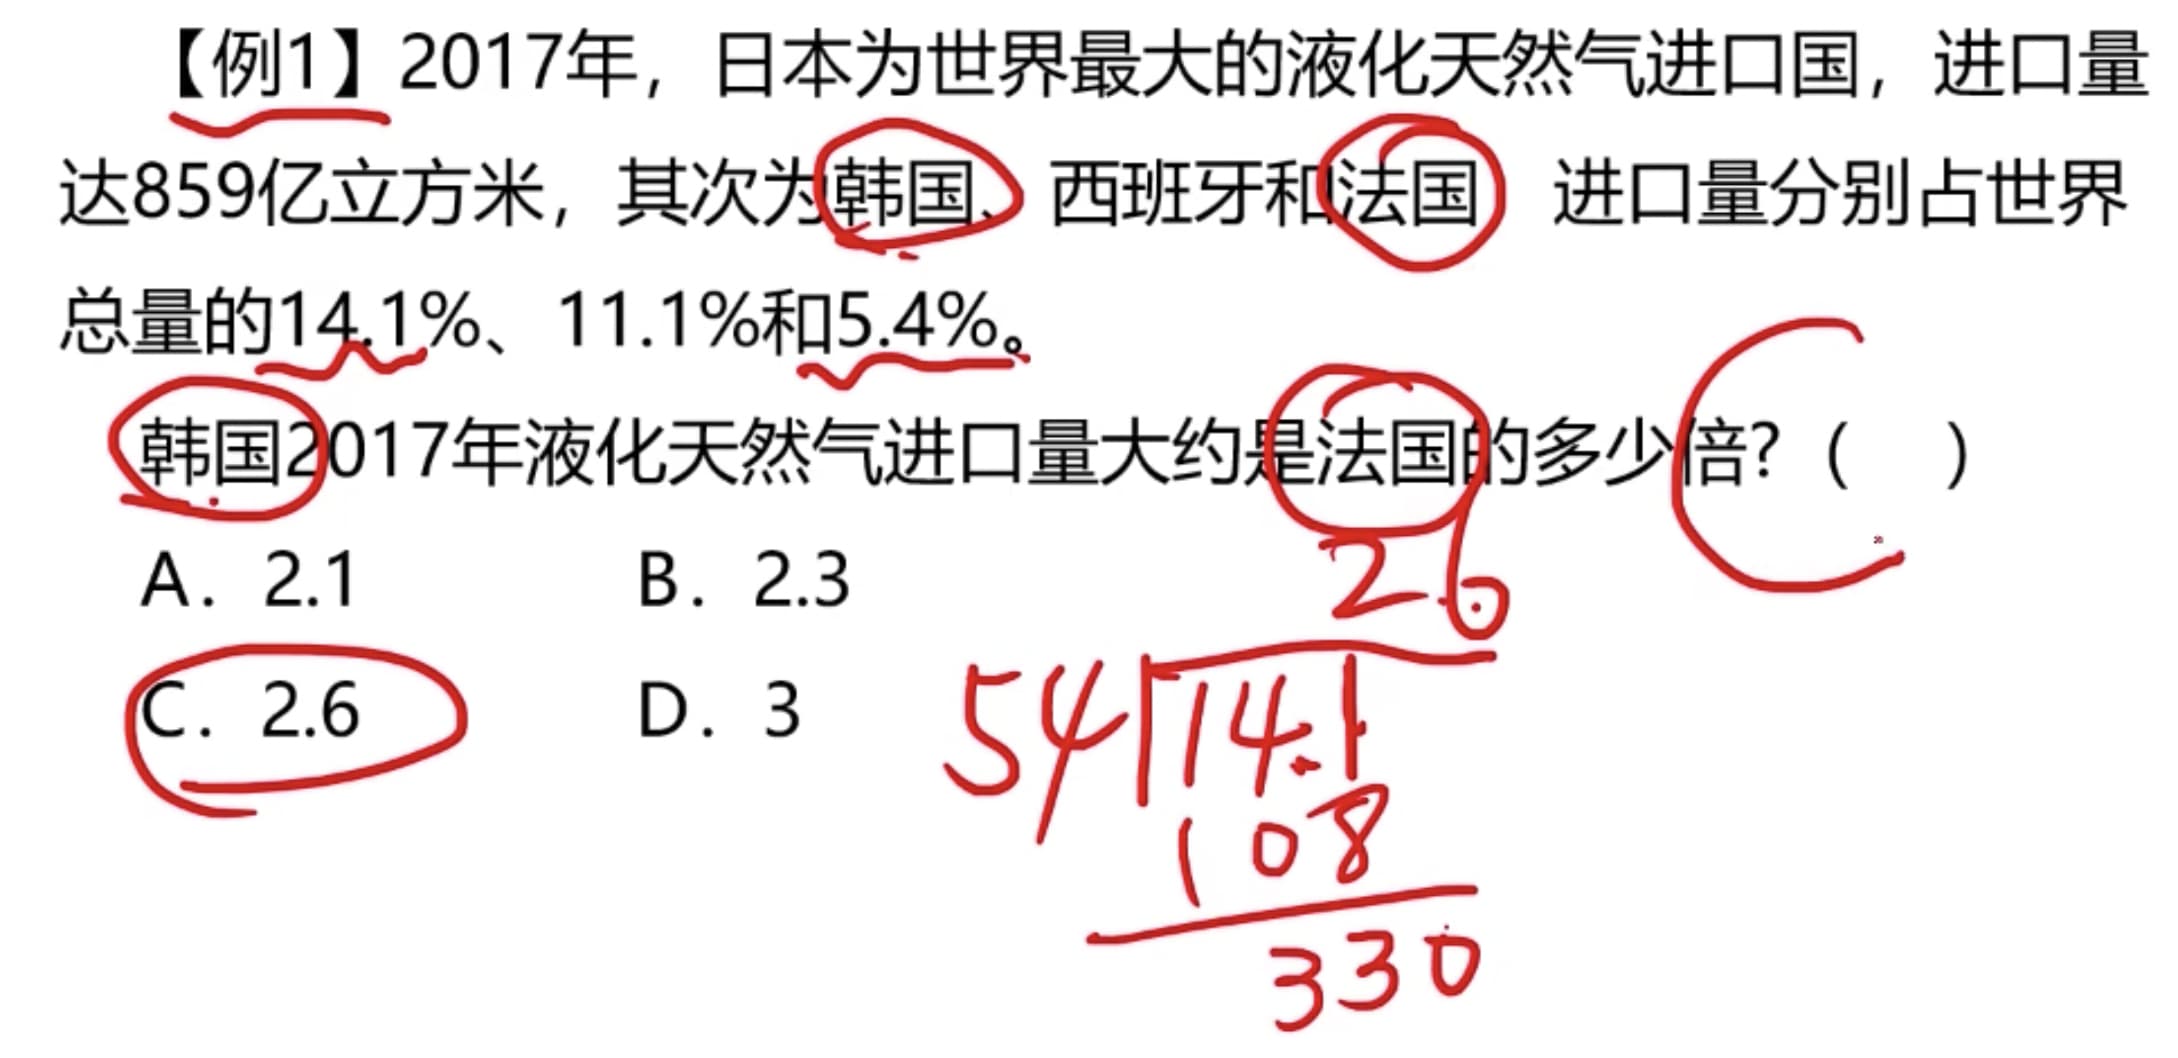 【例1】2017年，日本为世界最大的液化天然气进口国，进口量
达859亿立方米，其次为韩国、西班牙和法国 进口量分别占世界
总量的14.1%、11.1%和5.4%。
韩国2017年液化天然气进口量大约是法国的多少倍?（ ）
A. 2.1 B. 2.3
C. 2.6 D. 3
2.6
54 14.1
108
330